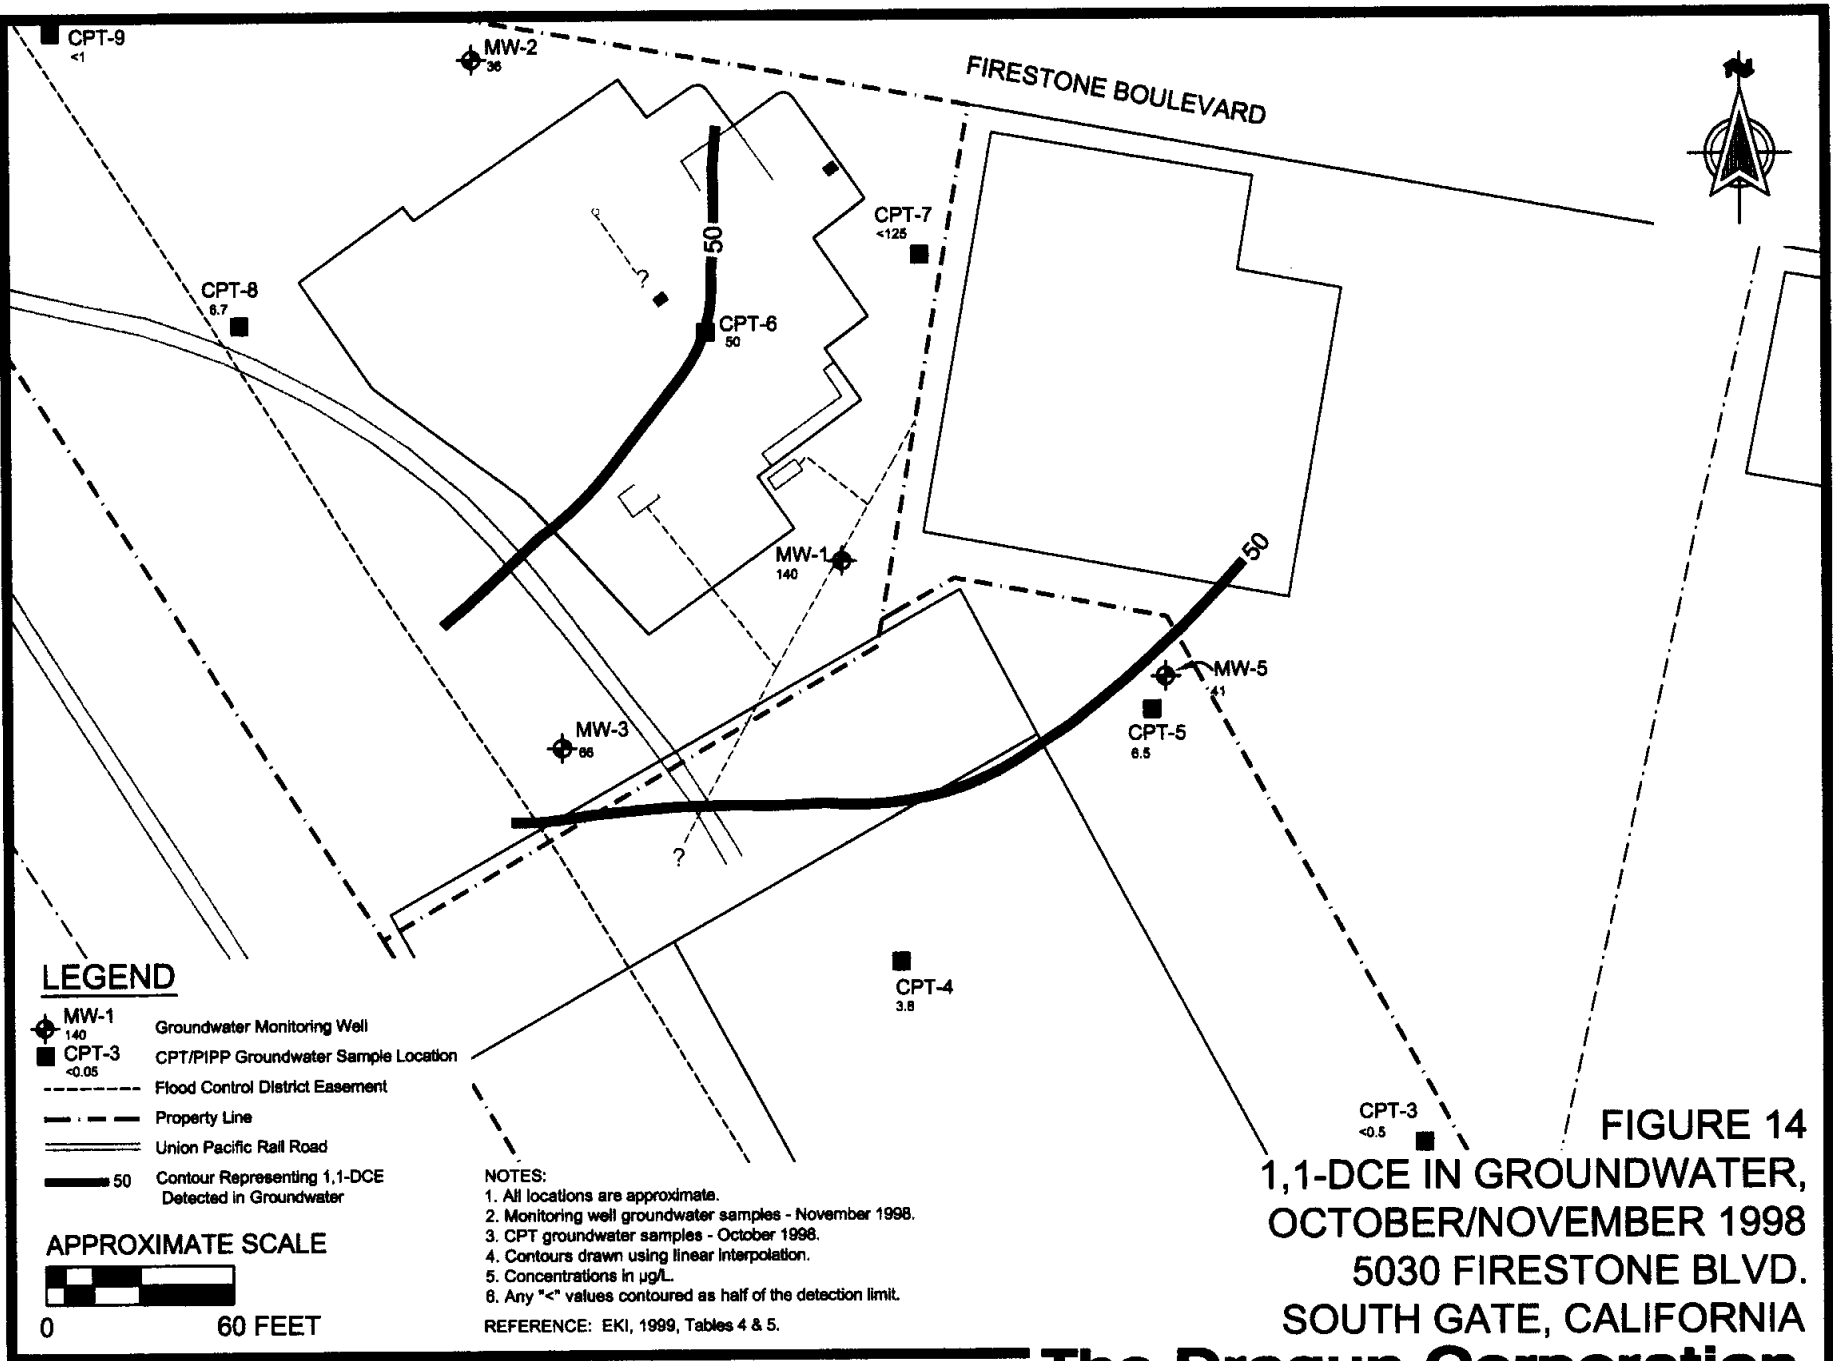 CPT-9
<1
MW-2
36
FIRESTONE BOULEVARD
N
CPT-7
<125
50
?
CPT-8
6.7
CPT-6
50
MW-1
140
50
MW-5
41
CPT-5
6.5
MW-3
66
?
CPT-4
3.8
CPT-3
<0.5
LEGEND
MW-1
140
Groundwater Monitoring Well
CPT-3
<0.05
CPT/PIPP Groundwater Sample Location
Flood Control District Easement
Property Line
Union Pacific Rail Road
50
Contour Representing 1,1-DCE
Detected in Groundwater
APPROXIMATE SCALE
0 60 FEET
NOTES:
1. All locations are approximate.
2. Monitoring well groundwater samples - November 1998.
3. CPT groundwater samples - October 1998.
4. Contours drawn using linear interpolation.
5. Concentrations in µg/L.
6. Any "<" values contoured as half of the detection limit.
REFERENCE: EKI, 1999, Tables 4 & 5.
FIGURE 14
1,1-DCE IN GROUNDWATER,
OCTOBER/NOVEMBER 1998
5030 FIRESTONE BLVD.
SOUTH GATE, CALIFORNIA
The Dragun Corporation